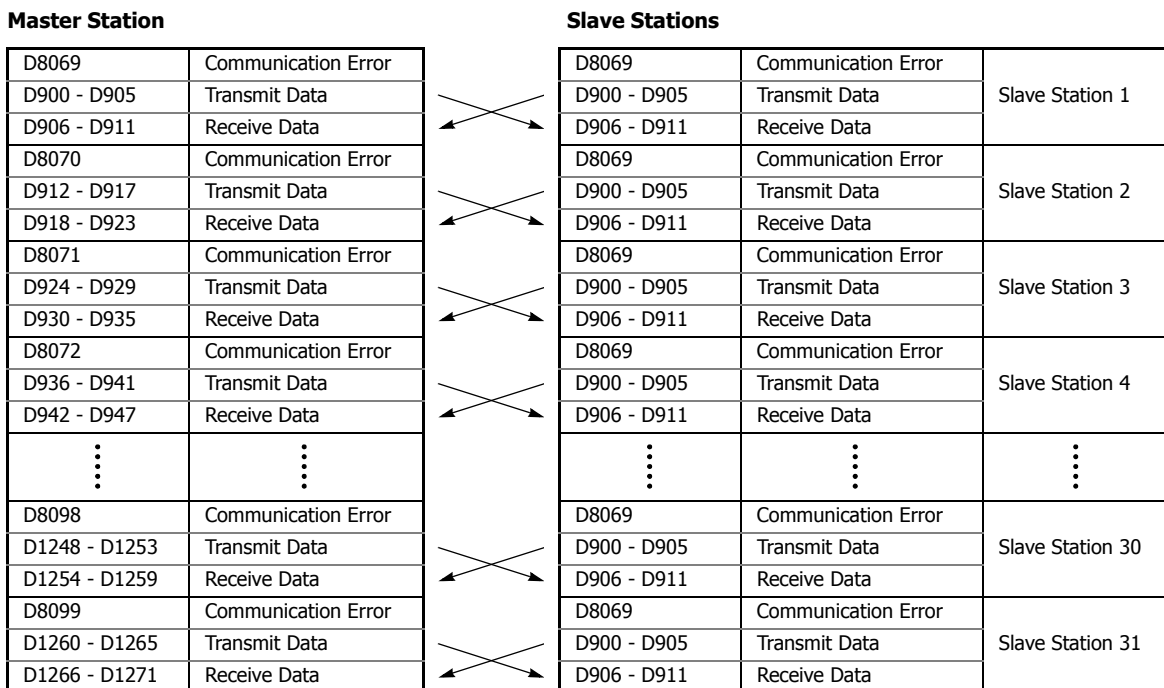 Master Station
Slave Stations
D8069 Communication Error D8069 Communication Error
D900 - D905 Transmit Data D900 - D905 Transmit Data Slave Station 1
D906 - D911 Receive Data D906 - D911 Receive Data
D8070 Communication Error D8069 Communication Error
D912 - D917 Transmit Data D900 - D905 Transmit Data Slave Station 2
D918 - D923 Receive Data D906 - D911 Receive Data
D8071 Communication Error D8069 Communication Error
D924 - D929 Transmit Data D900 - D905 Transmit Data Slave Station 3
D930 - D935 Receive Data D906 - D911 Receive Data
D8072 Communication Error D8069 Communication Error
D936 - D941 Transmit Data D900 - D905 Transmit Data Slave Station 4
D942 - D947 Receive Data D906 - D911 Receive Data
D8098 Communication Error D8069 Communication Error
D1248 - D1253 Transmit Data D900 - D905 Transmit Data Slave Station 30
D1254 - D1259 Receive Data D906 - D911 Receive Data
D8099 Communication Error D8069 Communication Error
D1260 - D1265 Transmit Data D900 - D905 Transmit Data Slave Station 31
D1266 - D1271 Receive Data D906 - D911 Receive Data